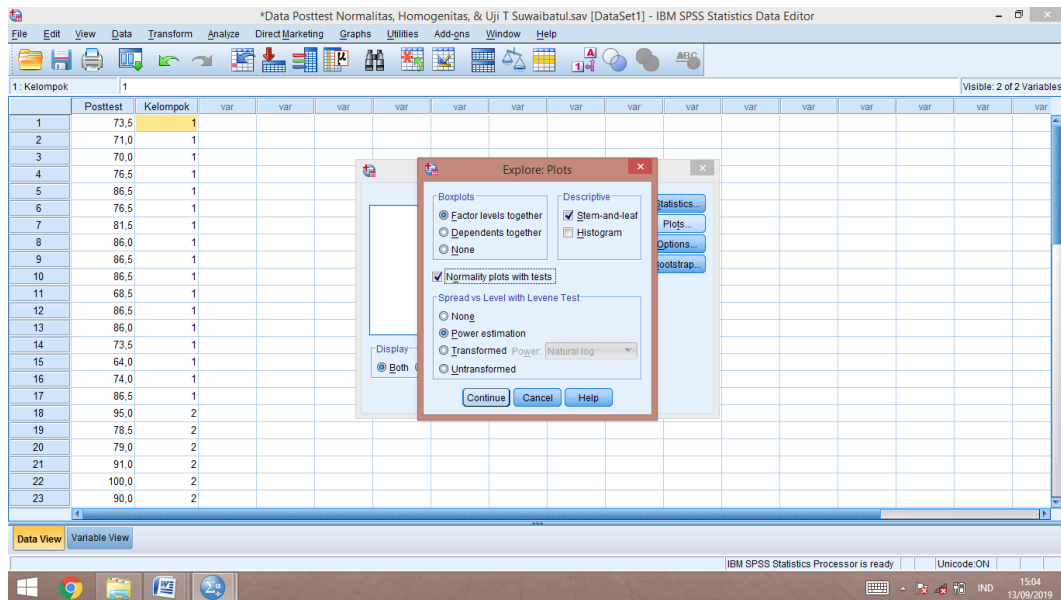 *Data Posttest Normalitas, Homogenitas, & Uji T Suwaibatul.sav [DataSet1] - IBM SPSS Statistics Data Editor
File Edit View Data Transform Analyze Direct Marketing Graphs Utilities Add-ons Window Help
1 : Kelompok 1 Visible: 2 of 2 Variables
Posttest Kelompok var var var var var var var var var var var var var var var
1 73,5 1
2 71,0 1
3 70,0 1
4 76,5 1
5 86,5 1
6 76,5 1
7 81,5 1
8 86,0 1
9 86,5 1
10 86,5 1
11 68,5 1
12 86,5 1
13 86,0 1
14 73,5 1
15 64,0 1
16 74,0 1
17 86,5 1
18 95,0 2
19 78,5 2
20 79,0 2
21 91,0 2
22 100,0 2
23 90,0 2
Explore: Plots
Boxplots
Factor levels together
Dependents together
None
Descriptive
Stem-and-leaf
Histogram
Normality plots with tests
Spread vs Level with Levene Test
None
Power estimation
Transformed Power: Natural log
Untransformed
Continue Cancel Help
Statistics...
Plots...
Options...
Bootstrap...
Display
Both
Data View Variable View
IBM SPSS Statistics Processor is ready Unicode:ON
IND 15:04
13/09/2019